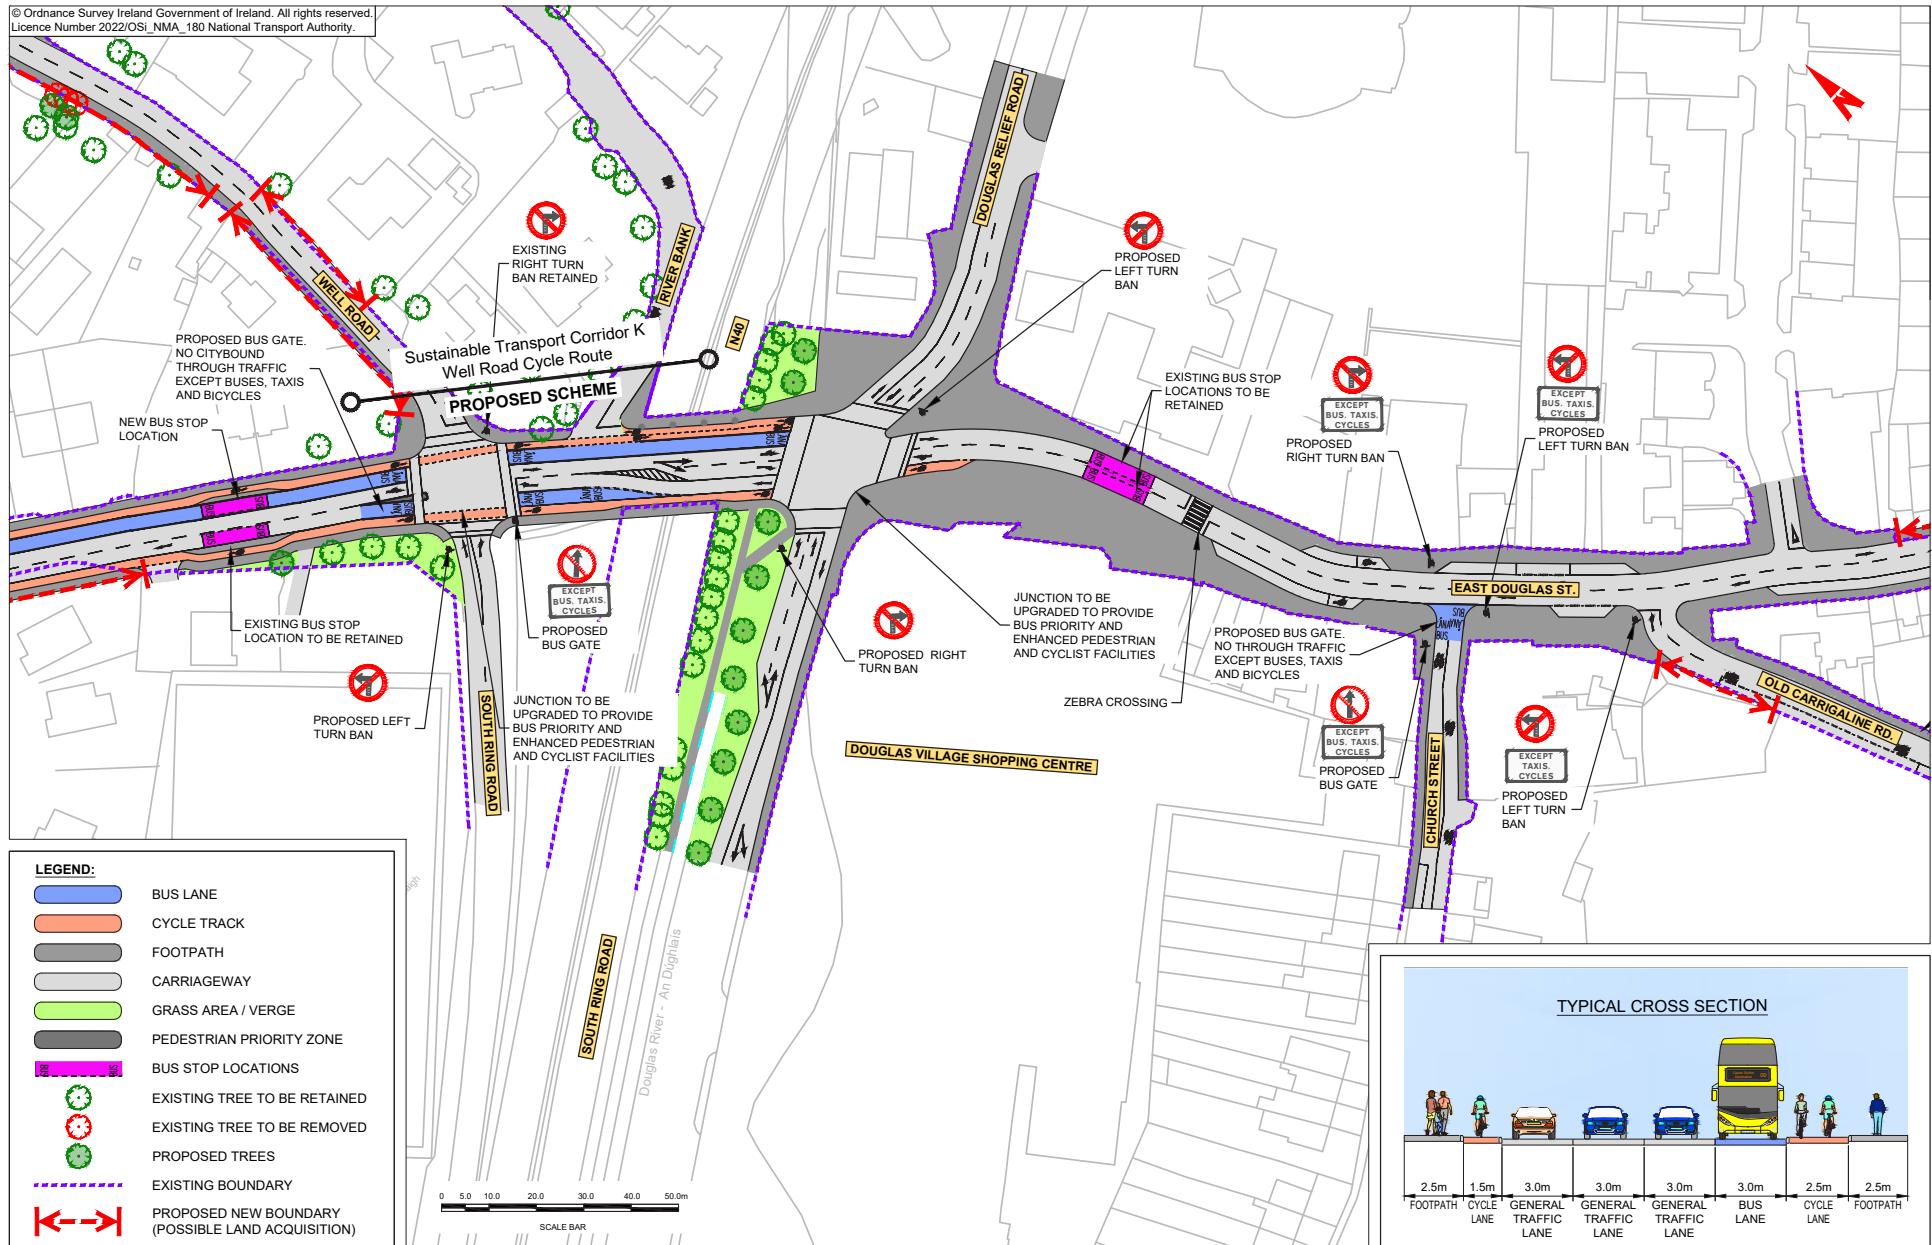 © Ordnance Survey Ireland Government of Ireland. All rights reserved.
Licence Number 2022/OSi_NMA_180 National Transport Authority.
DOUGLAS RELIEF ROAD
EXISTING
RIGHT TURN
BAN RETAINED
RIVER BANK
N40
WELL ROAD
PROPOSED
LEFT TURN
BAN
PROPOSED BUS GATE.
NO CITYBOUND
THROUGH TRAFFIC
EXCEPT BUSES, TAXIS
AND BICYCLES
Sustainable Transport Corridor K
Well Road Cycle Route
PROPOSED SCHEME
NEW BUS STOP
LOCATION
EXISTING BUS STOP
LOCATIONS TO BE
RETAINED
EXCEPT
BUS. TAXIS.
CYCLES
PROPOSED
RIGHT TURN BAN
EXCEPT
BUS. TAXIS.
CYCLES
PROPOSED
LEFT TURN BAN
EXISTING BUS STOP
LOCATION TO BE RETAINED
EXCEPT
BUS. TAXIS.
CYCLES
PROPOSED
BUS GATE
PROPOSED LEFT
TURN BAN
SOUTH RING ROAD
JUNCTION TO BE
UPGRADED TO PROVIDE
BUS PRIORITY AND
ENHANCED PEDESTRIAN
AND CYCLIST FACILITIES
PROPOSED RIGHT
TURN BAN
JUNCTION TO BE
UPGRADED TO PROVIDE
BUS PRIORITY AND
ENHANCED PEDESTRIAN
AND CYCLIST FACILITIES
ZEBRA CROSSING
EAST DOUGLAS ST.
PROPOSED BUS GATE.
NO THROUGH TRAFFIC
EXCEPT BUSES, TAXIS
AND BICYCLES
BUS
LÁNA
BUS
EXCEPT
BUS. TAXIS.
CYCLES
PROPOSED
BUS GATE
EXCEPT
TAXIS.
CYCLES
PROPOSED
LEFT TURN
BAN
OLD CARRIGALINE RD.
CHURCH STREET
DOUGLAS VILLAGE SHOPPING CENTRE
SOUTH RING ROAD
Douglas River - An Dúghlais
LEGEND:
BUS LANE
CYCLE TRACK
FOOTPATH
CARRIAGEWAY
GRASS AREA / VERGE
PEDESTRIAN PRIORITY ZONE
BUS STOP LOCATIONS
EXISTING TREE TO BE RETAINED
EXISTING TREE TO BE REMOVED
PROPOSED TREES
EXISTING BOUNDARY
PROPOSED NEW BOUNDARY
(POSSIBLE LAND ACQUISITION)
0 5.0 10.0 20.0 30.0 40.0 50.0m
SCALE BAR
TYPICAL CROSS SECTION
2.5m 1.5m 3.0m 3.0m 3.0m 3.0m 2.5m 2.5m
FOOTPATH CYCLE LANE GENERAL TRAFFIC LANE GENERAL TRAFFIC LANE GENERAL TRAFFIC LANE BUS LANE CYCLE LANE FOOTPATH